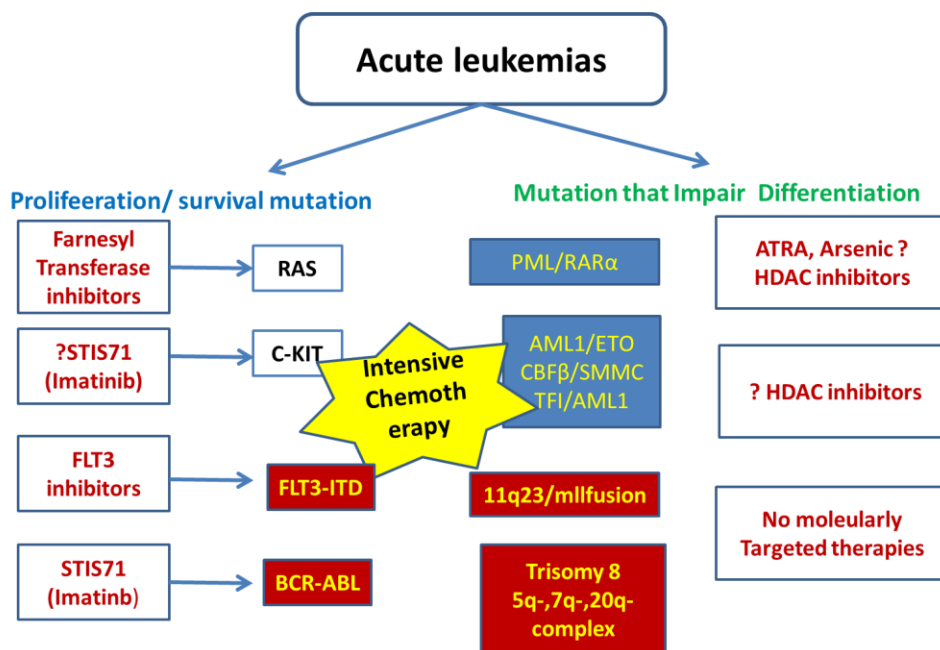 Acute leukemias
Prolifeeration/ survival mutation
Mutation that Impair Differentiation
Farnesyl
Transferase
inhibitors
RAS
PML/RARα
ATRA, Arsenic ?
HDAC inhibitors
?STIS71
(Imatinib)
C-KIT
Intensive
Chemoth
erapy
AML1/ETO
CBFβ/SMMC
TFI/AML1
? HDAC inhibitors
FLT3
inhibitors
FLT3-ITD
11q23/mllfusion
No moleularly
Targeted therapies
STIS71
(Imatinb)
BCR-ABL
Trisomy 8
5q-,7q-,20q-
complex